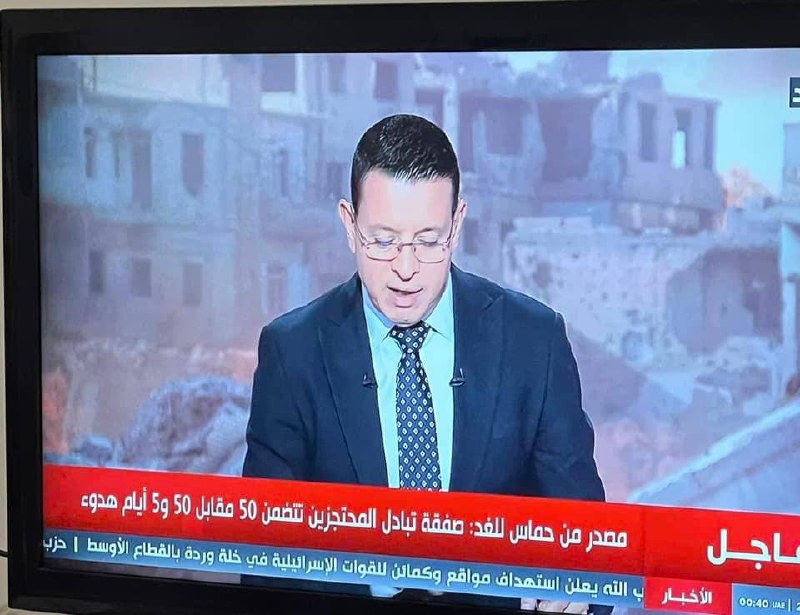 مصدر من حماس للغد: صفقة تبادل المحتجزين تتضمن 50 مقابل 50 و5 أيام هدوء
عاجل
ب الله يعلن استهداف مواقع وكمائن للقوات الإسرائيلية في خلة وردة بالقطاع الأوسط | حزب
الأخبار
00:40 UAE